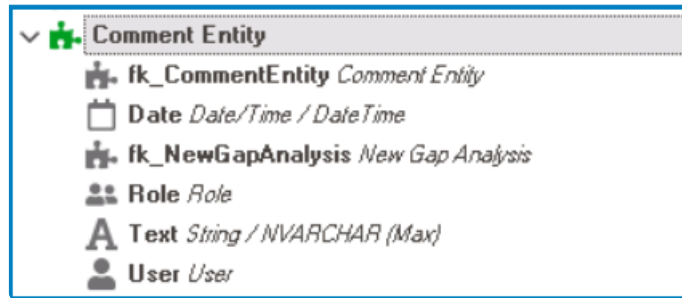 Comment Entity
fk_CommentEntity Comment Entity
Date Date/Time / DateTime
fk_NewGapAnalysis New Gap Analysis
Role Role
Text String / NVARCHAR (Max)
User User